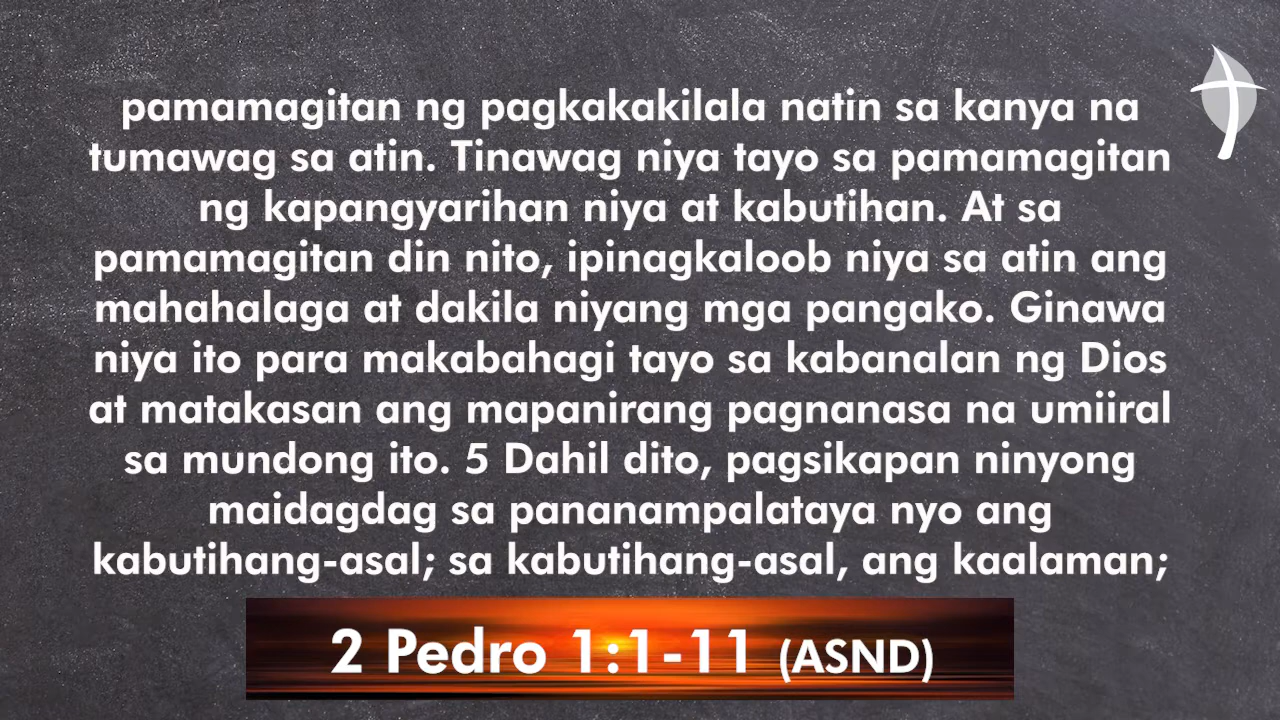 pamamagitan ng pagkakakilala natin sa kanya na
tumawag sa atin. Tinawag niya tayo sa pamamagitan
ng kapangyarihan niya at kabutihan. At sa
pamamagitan din nito, ipinagkaloob niya sa atin ang
mahahalaga at dakila niyang mga pangako. Ginawa
niya ito para makabahagi tayo sa kabanalan ng Dios
at matakasan ang mapanirang pagnanasa na umiiral
sa mundong ito. 5 Dahil dito, pagsikapan ninyong
maidagdag sa pananampalataya nyo ang
kabutihang-asal; sa kabutihang-asal, ang kaalaman;
2 Pedro 1:1-11 (ASND)